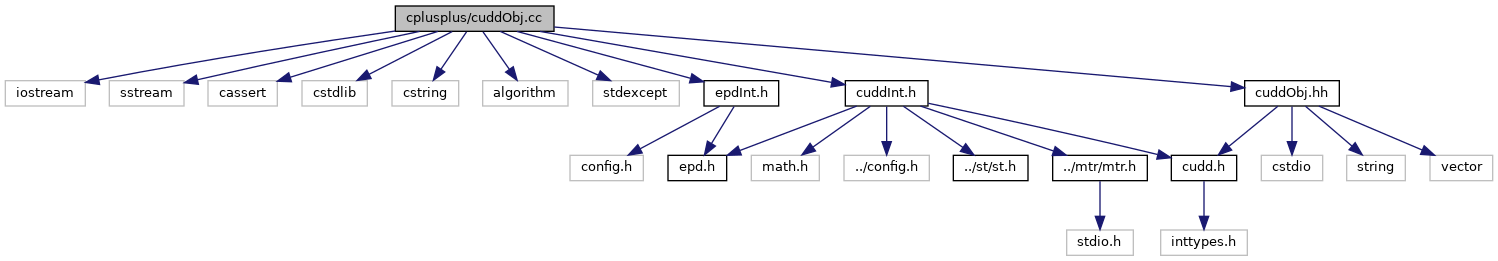 cplusplus/cuddObj.cc
iostream
sstream
cassert
cstdlib
cstring
algorithm
stdexcept
epdInt.h
cuddInt.h
cuddObj.hh
config.h
epd.h
math.h
../config.h
../st/st.h
../mtr/mtr.h
cudd.h
cstdio
string
vector
stdio.h
inttypes.h